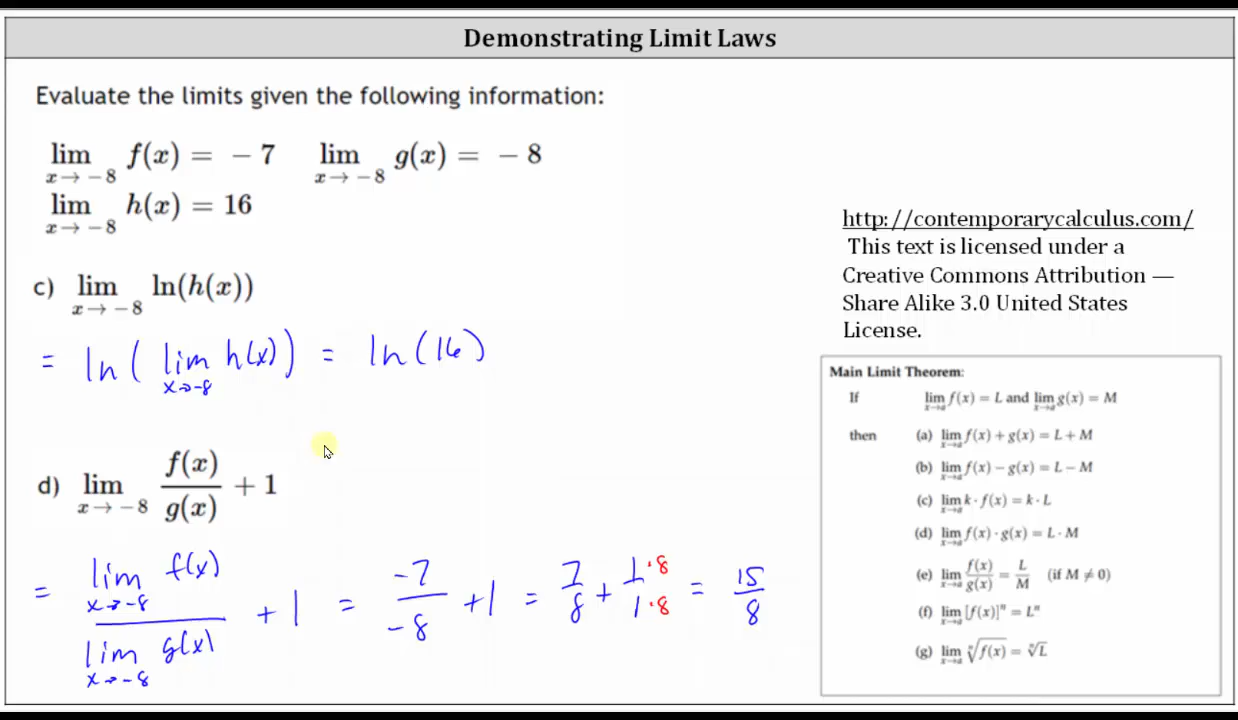 Demonstrating Limit Laws
Evaluate the limits given the following information:
lim x→−8 f(x) = −7 lim x→−8 g(x) = −8
lim x→−8 h(x) = 16
c) lim x→−8 ln(h(x))
= ln( lim x→-8 h(x)) = ln(16)
d) lim x→−8 f(x)/g(x) + 1
= lim x→-8 f(x) / lim x→-8 g(x) + 1 = -7/-8 + 1 = 7/8 + 1·8/1·8 = 15/8
http://contemporarycalculus.com/
This text is licensed under a
Creative Commons Attribution —
Share Alike 3.0 United States
License.
Main Limit Theorem:
If lim x→a f(x) = L and lim x→a g(x) = M
then (a) lim x→a f(x) + g(x) = L + M
(b) lim x→a f(x) − g(x) = L − M
(c) lim x→a k · f(x) = k · L
(d) lim x→a f(x) · g(x) = L · M
(e) lim x→a f(x)/g(x) = L/M (if M ≠ 0)
(f) lim x→a [f(x)]ⁿ = Lⁿ
(g) lim x→a ⁿ√f(x) = ⁿ√L